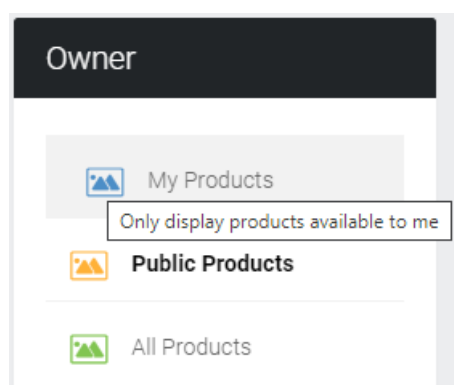 Owner
My Products
Only display products available to me
Public Products
All Products